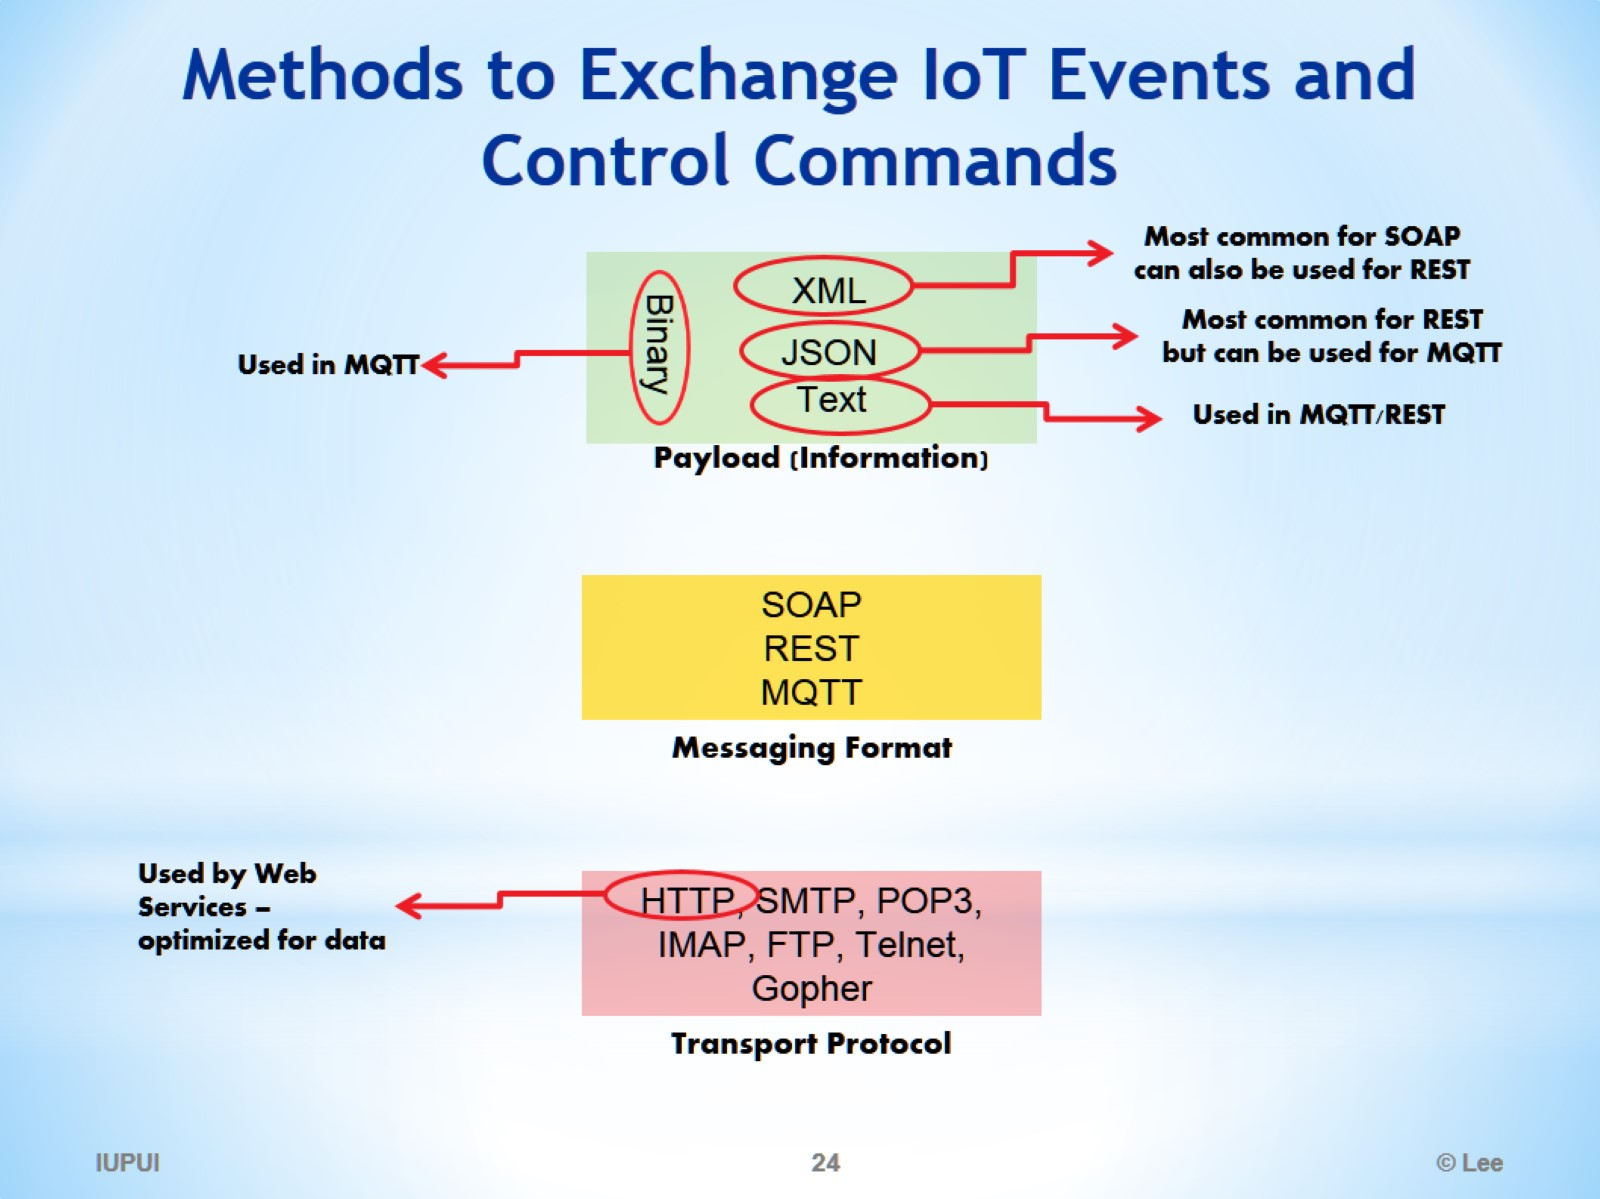 Methods to Exchange IoT Events and
Control Commands
Most common for SOAP
can also be used for REST
XML
Binary
JSON
Most common for REST
but can be used for MQTT
Used in MQTT
Text
Used in MQTT/REST
Payload (Information)
SOAP
REST
MQTT
Messaging Format
Used by Web
Services –
optimized for data
HTTP, SMTP, POP3,
IMAP, FTP, Telnet,
Gopher
Transport Protocol
IUPUI
24
© Lee